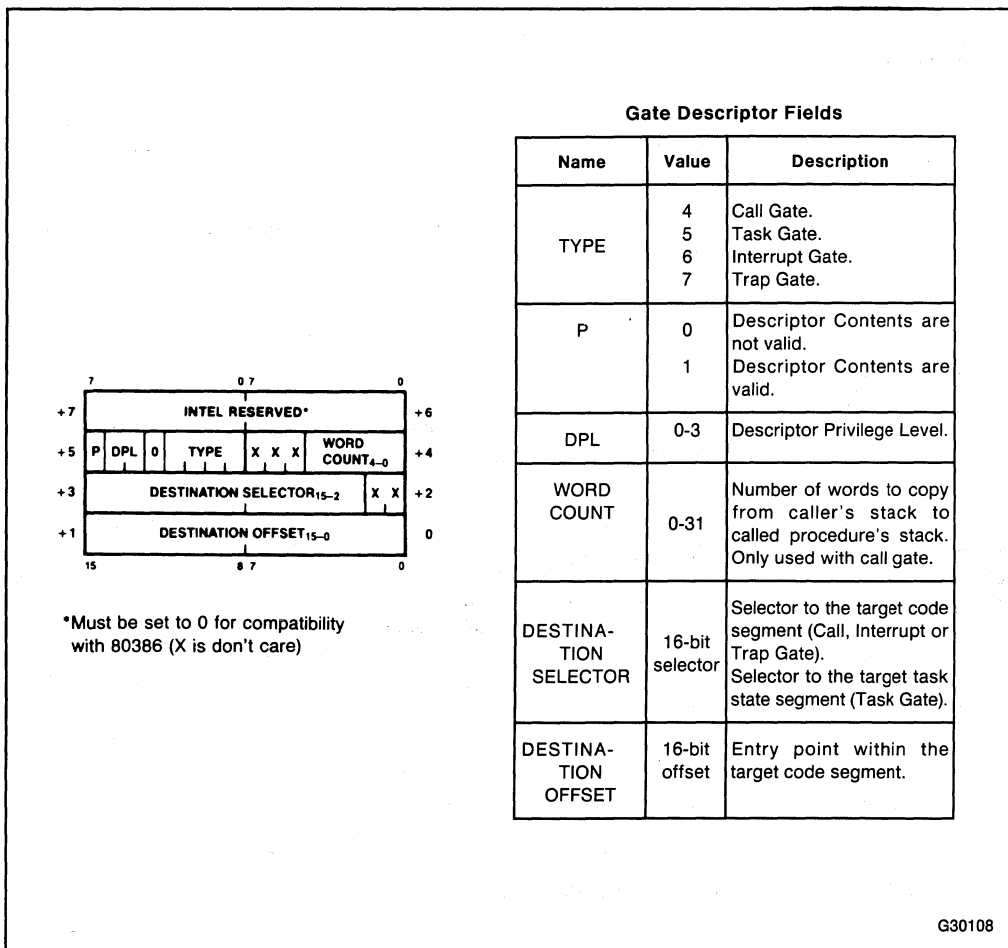 Gate Descriptor Fields
Name Value Description
TYPE
4 Call Gate.
5 Task Gate.
6 Interrupt Gate.
7 Trap Gate.
P
0 Descriptor Contents are
not valid.
1 Descriptor Contents are
valid.
DPL 0-3 Descriptor Privilege Level.
WORD
COUNT
0-31
Number of words to copy
from caller's stack to
called procedure's stack.
Only used with call gate.
DESTINA-
TION
SELECTOR
16-bit
selector
Selector to the target code
segment (Call, Interrupt or
Trap Gate).
Selector to the target task
state segment (Task Gate).
DESTINA-
TION
OFFSET
16-bit
offset
Entry point within the
target code segment.
7 0 7 0
+7 INTEL RESERVED* +6
+5 P DPL 0 TYPE X X X WORD COUNT4–0 +4
+3 DESTINATION SELECTOR15–2 X X +2
+1 DESTINATION OFFSET15–0 0
15 8 7 0
*Must be set to 0 for compatibility
with 80386 (X is don't care)
G30108